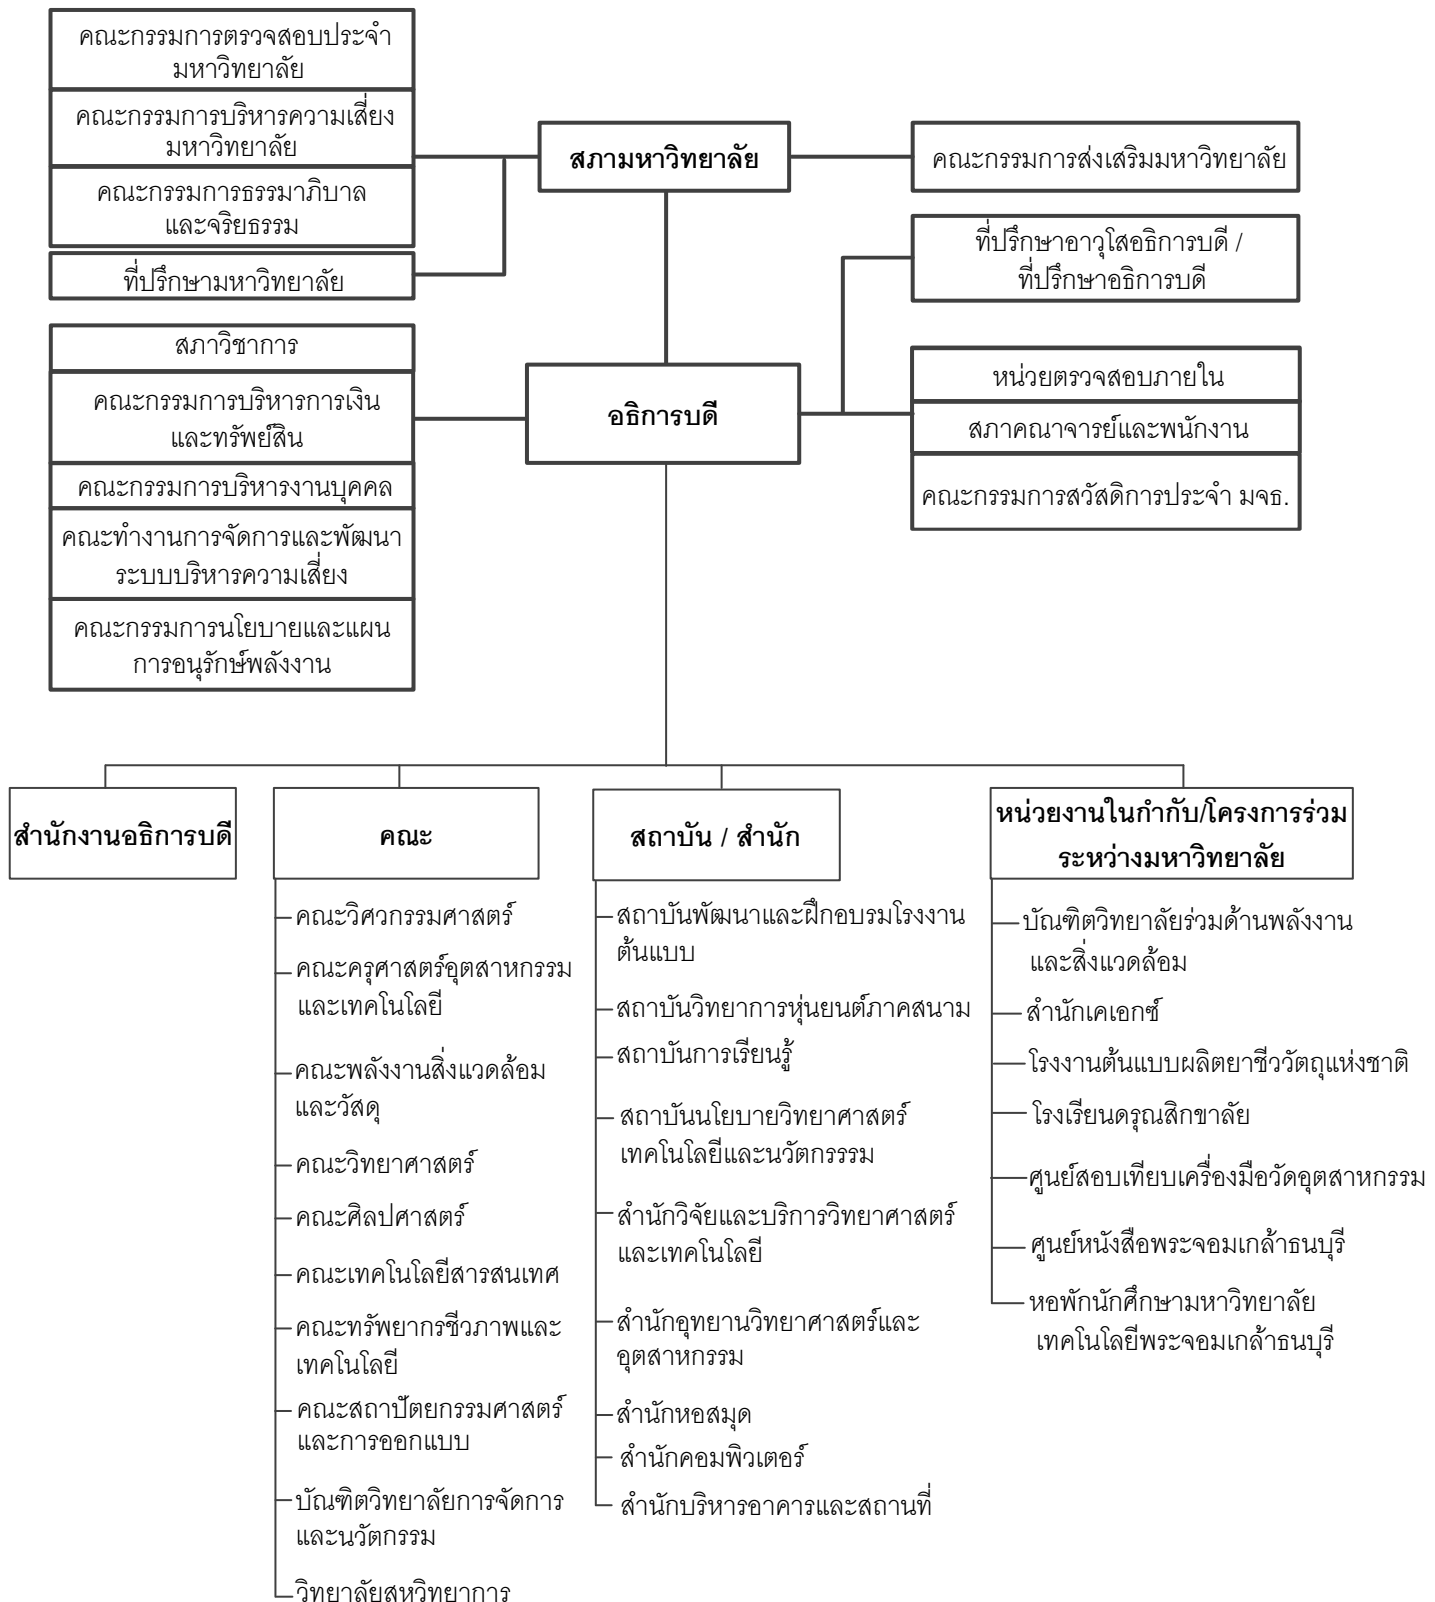 คณะกรรมการตรวจสอบประจำ
มหาวิทยาลัย
คณะกรรมการบริหารความเสี่ยง
มหาวิทยาลัย
คณะกรรมการธรรมาภิบาล
และจริยธรรม
ที่ปรึกษามหาวิทยาลัย
สภามหาวิทยาลัย
คณะกรรมการส่งเสริมมหาวิทยาลัย
ที่ปรึกษาอาวุโสอธิการบดี /
ที่ปรึกษาอธิการบดี
สภาวิชาการ
คณะกรรมการบริหารการเงิน
และทรัพย์สิน
คณะกรรมการบริหารงานบุคคล
คณะทำงานการจัดการและพัฒนา
ระบบบริหารความเสี่ยง
คณะกรรมการนโยบายและแผน
การอนุรักษ์พลังงาน
อธิการบดี
หน่วยตรวจสอบภายใน
สภาคณาจารย์และพนักงาน
คณะกรรมการสวัสดิการประจำ มจธ.
สำนักงานอธิการบดี
คณะ
คณะวิศวกรรมศาสตร์
คณะครุศาสตร์อุตสาหกรรม
และเทคโนโลยี
คณะพลังงานสิ่งแวดล้อม
และวัสดุ
คณะวิทยาศาสตร์
คณะศิลปศาสตร์
คณะเทคโนโลยีสารสนเทศ
คณะทรัพยากรชีวภาพและ
เทคโนโลยี
คณะสถาปัตยกรรมศาสตร์
และการออกแบบ
บัณฑิตวิทยาลัยการจัดการ
และนวัตกรรม
วิทยาลัยสหวิทยาการ
สถาบัน / สำนัก
สถาบันพัฒนาและฝึกอบรมโรงงาน
ต้นแบบ
สถาบันวิทยาการหุ่นยนต์ภาคสนาม
สถาบันการเรียนรู้
สถาบันนโยบายวิทยาศาสตร์
เทคโนโลยีและนวัตกรรรม
สำนักวิจัยและบริการวิทยาศาสตร์
และเทคโนโลยี
สำนักอุทยานวิทยาศาสตร์และ
อุตสาหกรรม
สำนักหอสมุด
สำนักคอมพิวเตอร์
สำนักบริหารอาคารและสถานที่
หน่วยงานในกำกับ/โครงการร่วม
ระหว่างมหาวิทยาลัย
บัณฑิตวิทยาลัยร่วมด้านพลังงาน
และสิ่งแวดล้อม
สำนักเคเอกซ์
โรงงานต้นแบบผลิตยาชีววัตถุแห่งชาติ
โรงเรียนดรุณสิกขาลัย
ศูนย์สอบเทียบเครื่องมือวัดอุตสาหกรรม
ศูนย์หนังสือพระจอมเกล้าธนบุรี
หอพักนักศึกษามหาวิทยาลัย
เทคโนโลยีพระจอมเกล้าธนบุรี